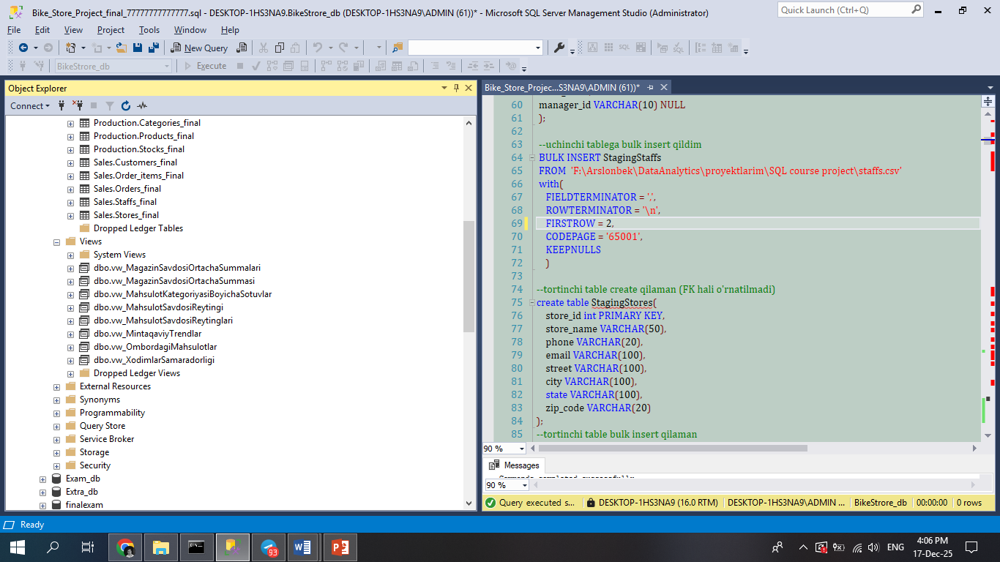 Bike_Store_Project_final_77777777777777.sql - DESKTOP-1HS3NA9.BikeStrore_db (DESKTOP-1HS3NA9\ADMIN (61))* - Microsoft SQL Server Management Studio (Administrator)
Quick Launch (Ctrl+Q)
File Edit View Project Tools Window Help
New Query
SQL
BikeStrore_db
Execute
Object Explorer
Connect
Production.Categories_final
Production.Products_final
Production.Stocks_final
Sales.Customers_final
Sales.Order_items_Final
Sales.Orders_final
Sales.Staffs_final
Sales.Stores_final
Dropped Ledger Tables
Views
System Views
dbo.vw_MagazinSavdosiOrtachaSummalari
dbo.vw_MagazinSavdosiOrtachaSummasi
dbo.vw_MahsulotKategoriyasiBoyichaSotuvlar
dbo.vw_MahsulotSavdosiReytingi
dbo.vw_MahsulotSavdosiReytinglari
dbo.vw_MintaqaviyTrendlar
dbo.vw_OmbordagiMahsulotlar
dbo.vw_XodimlarSamaradorligi
Dropped Ledger Views
External Resources
Synonyms
Programmability
Query Store
Service Broker
Storage
Security
Exam_db
Extra_db
finalexam
Bike_Store_Projec...S3NA9\ADMIN (61))*
60 manager_id VARCHAR(10) NULL
61 );
62
63 --uchinchi tablega bulk insert qildim
64 BULK INSERT StagingStaffs
65 FROM 'F:\Arslonbek\DataAnalytics\proyektlarim\SQL course project\staffs.csv'
66 with(
67 FIELDTERMINATOR = ',',
68 ROWTERMINATOR = '\n',
69 FIRSTROW = 2,
70 CODEPAGE = '65001',
71 KEEPNULLS
72 )
73
74 --tortinchi table create qilaman (FK hali o'rnatilmadi)
75 create table StagingStores(
76 store_id int PRIMARY KEY,
77 store_name VARCHAR(50),
78 phone VARCHAR(20),
79 email VARCHAR(100),
80 street VARCHAR(100),
81 city VARCHAR(100),
82 state VARCHAR(100),
83 zip_code VARCHAR(20)
84 );
85 --tortinchi table bulk insert qilaman
90 %
Messages
90 %
Query executed s... DESKTOP-1HS3NA9 (16.0 RTM) DESKTOP-1HS3NA9\ADMIN ... BikeStrore_db 00:00:00 0 rows
Ready
93
ENG
4:06 PM
17-Dec-25